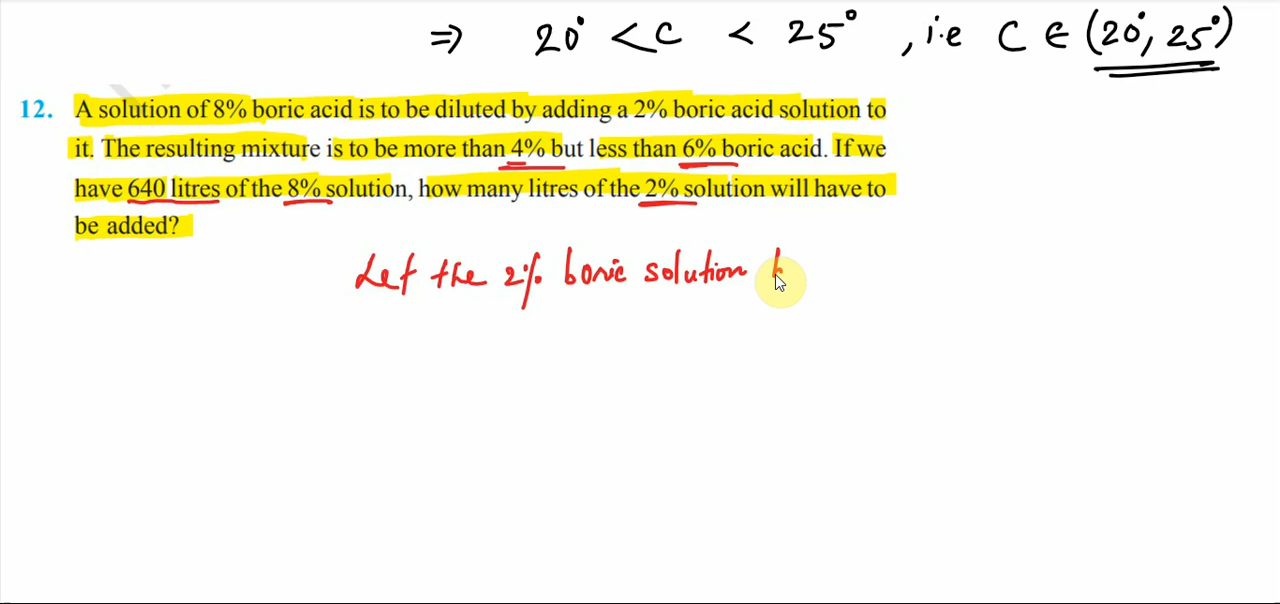 ⇒ 20° < C < 25° , i.e C ∈ (20°, 25°)
12. A solution of 8% boric acid is to be diluted by adding a 2% boric acid solution to
it. The resulting mixture is to be more than 4% but less than 6% boric acid. If we
have 640 litres of the 8% solution, how many litres of the 2% solution will have to
be added?
Let the 2% boric solution